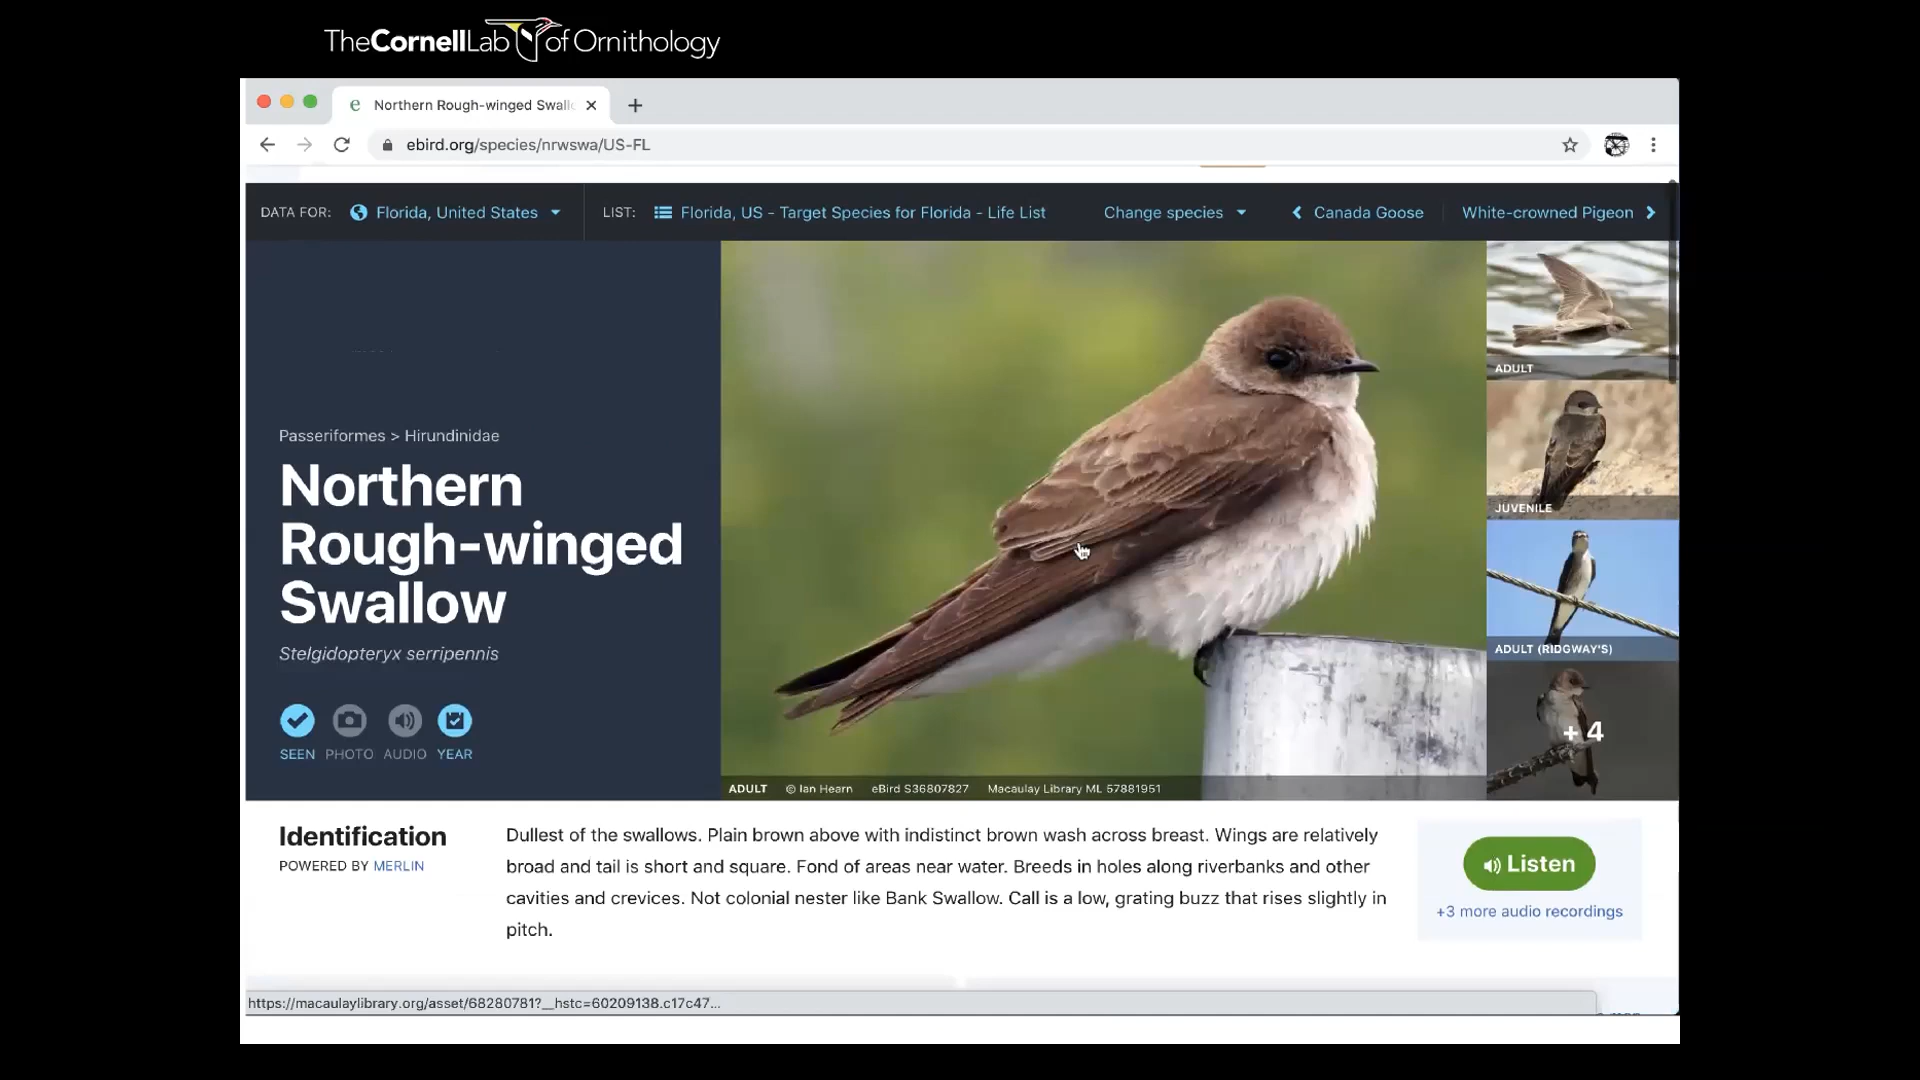 TheCornellLab of Ornithology
Northern Rough-winged Swall
ebird.org/species/nrwswa/US-FL
DATA FOR: Florida, United States LIST: Florida, US - Target Species for Florida - Life List Change species Canada Goose White-crowned Pigeon
Passeriformes > Hirundinidae
Northern
Rough-winged
Swallow
Stelgidopteryx serripennis
SEEN PHOTO AUDIO YEAR
ADULT © Ian Hearn eBird S36807827 Macaulay Library ML 57881951
ADULT
JUVENILE
ADULT (RIDGWAY'S)
+ 4
Identification
POWERED BY MERLIN
Dullest of the swallows. Plain brown above with indistinct brown wash across breast. Wings are relatively
broad and tail is short and square. Fond of areas near water. Breeds in holes along riverbanks and other
cavities and crevices. Not colonial nester like Bank Swallow. Call is a low, grating buzz that rises slightly in
pitch.
Listen
+3 more audio recordings
https://macaulaylibrary.org/asset/68280781?__hstc=60209138.c17c47...